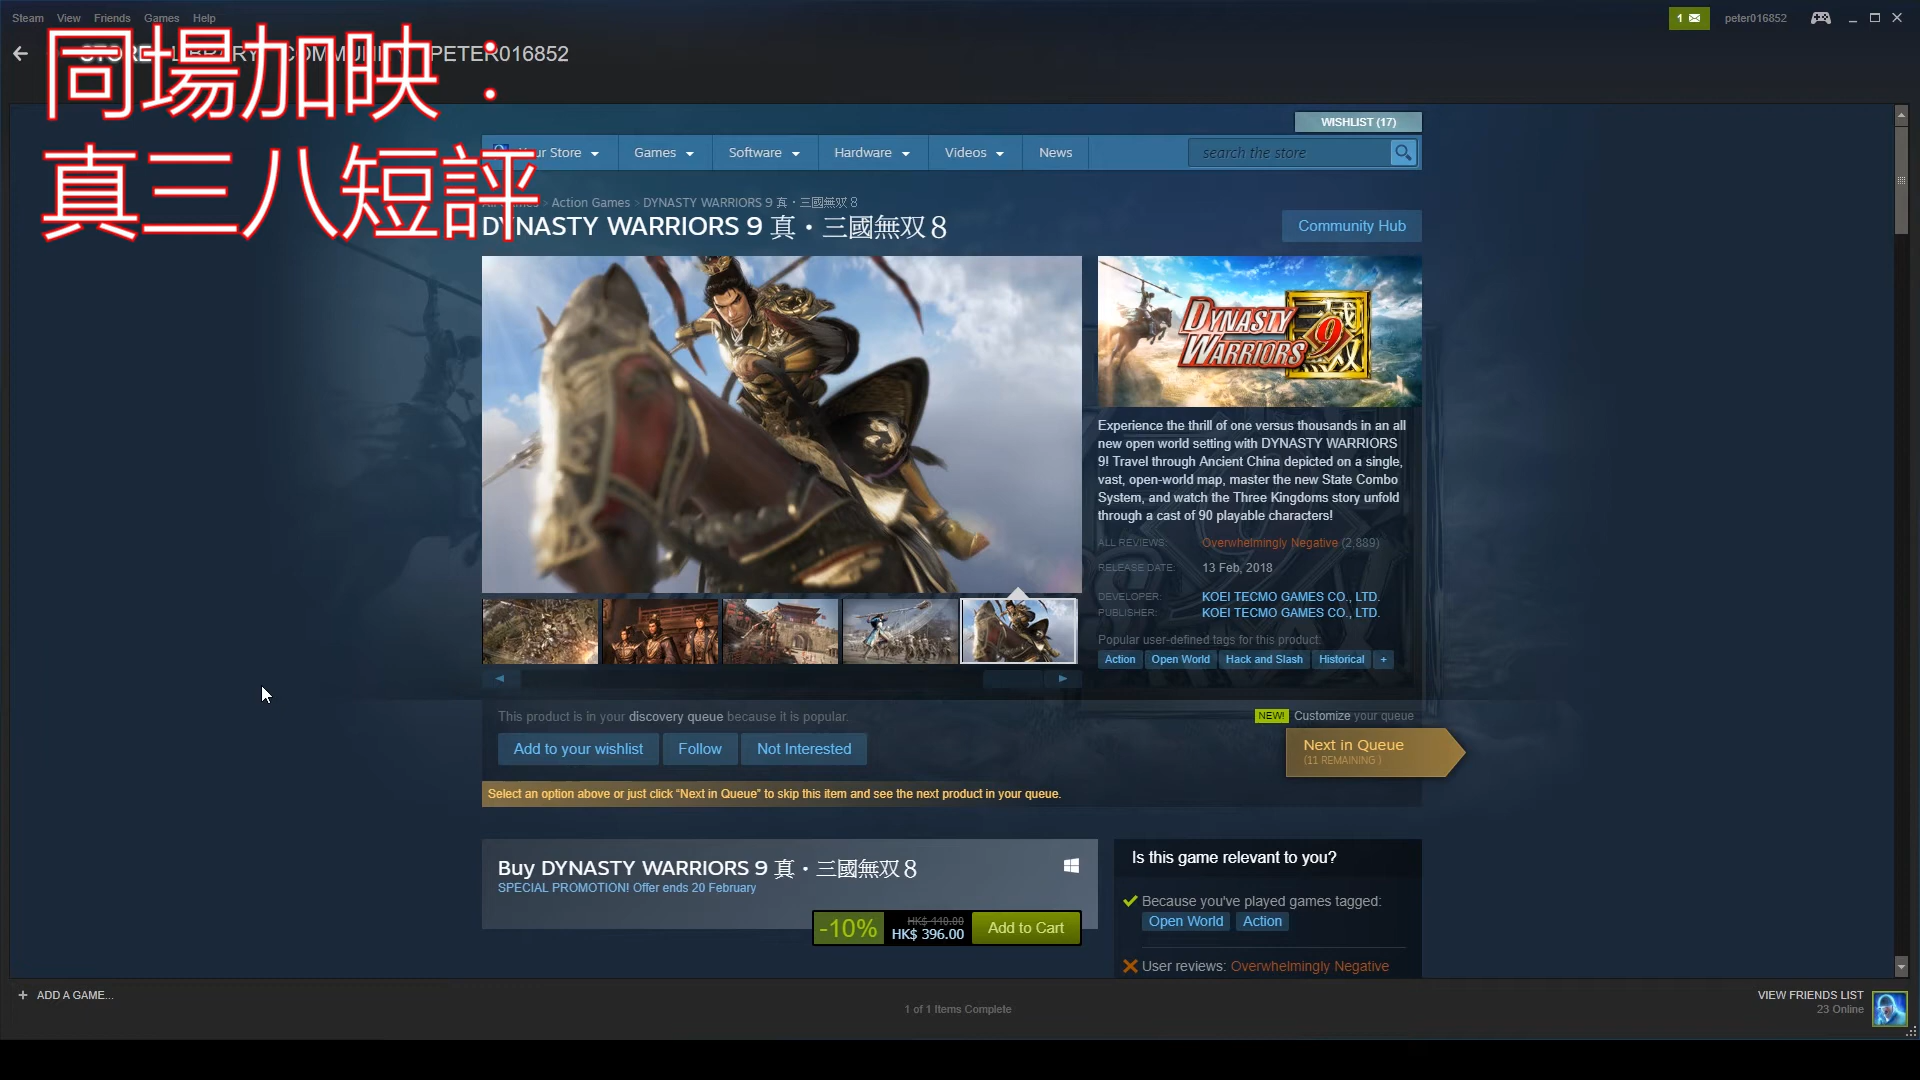 Steam View Friends Games Help
1
peter016852
同場加映：
真三八短評
STORE LIBRARY COMMUNITY PETER016852
WISHLIST (17)
Your Store Games Software Hardware Videos News
search the store
All Games > Action Games > DYNASTY WARRIORS 9 真・三國無双８
DYNASTY WARRIORS 9 真・三國無双８
Community Hub
DYNASTY WARRIORS 9
Experience the thrill of one versus thousands in an all
new open world setting with DYNASTY WARRIORS
9! Travel through Ancient China depicted on a single,
vast, open-world map, master the new State Combo
System, and watch the Three Kingdoms story unfold
through a cast of 90 playable characters!
ALL REVIEWS: Overwhelmingly Negative (2,889)
RELEASE DATE: 13 Feb, 2018
DEVELOPER: KOEI TECMO GAMES CO., LTD.
PUBLISHER: KOEI TECMO GAMES CO., LTD.
Popular user-defined tags for this product:
Action Open World Hack and Slash Historical +
This product is in your discovery queue because it is popular.
NEW! Customize your queue
Add to your wishlist Follow Not Interested
Next in Queue
(11 REMAINING )
Select an option above or just click “Next in Queue” to skip this item and see the next product in your queue.
Buy DYNASTY WARRIORS 9 真・三國無双８
SPECIAL PROMOTION! Offer ends 20 February
-10%
HK$ 440.00
HK$ 396.00
Add to Cart
Is this game relevant to you?
Because you've played games tagged:
Open World Action
User reviews: Overwhelmingly Negative
+ ADD A GAME...
1 of 1 Items Complete
VIEW FRIENDS LIST
23 Online